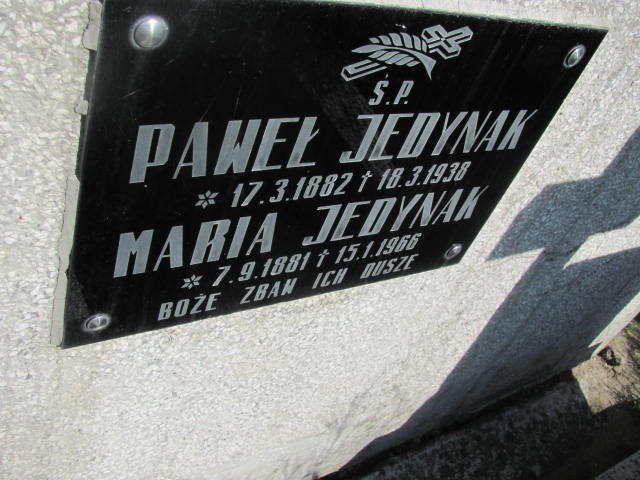 Ś.P.
PAWEŁ JEDYNAK
* 17.3.1882 † 18.3.1938
MARIA JEDYNAK
* 7.9.1881 † 15.1.1966
BOŻE ZBAW ICH DUSZE